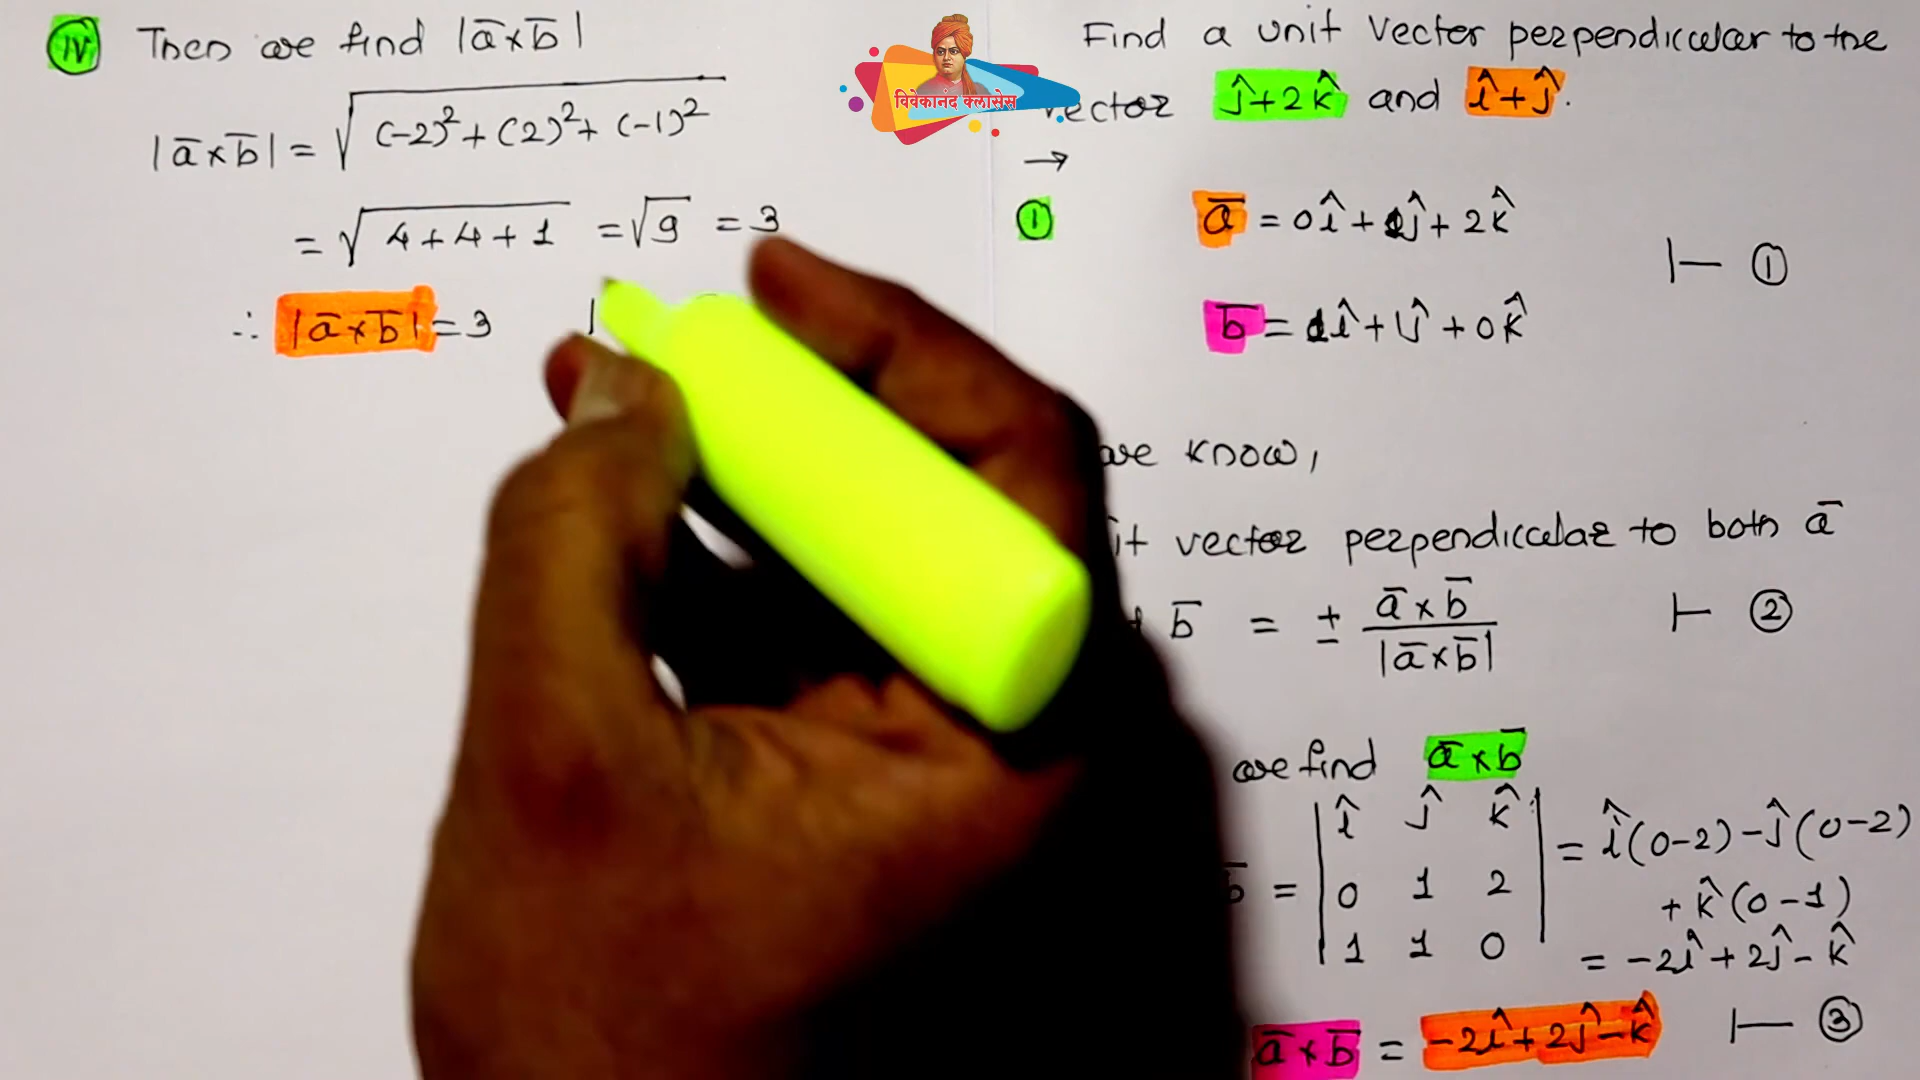 IV Then we find |a̅×b̅|
|a̅×b̅| = √(-2)²+(2)²+(-1)²
= √4+4+1 = √9 = 3
∴ |a̅×b̅| = 3
विवेकानंद क्लासेस
Find a unit vector perpendicular to the
vector ĵ+2k̂ and î+ĵ.
→
I a̅ = 0î+1ĵ+2k̂
⊢ ①
b̅ = 1î+1ĵ+0k̂
we know,
vector perpendicular to both a̅
b̅ = ± a̅×b̅ / |a̅×b̅| ⊢ ②
we find a̅×b̅
î ĵ k̂
b̅ = 0 1 2 = î(0-2)-ĵ(0-2)
+ k̂(0-1)
1 1 0 = -2î+2ĵ-k̂
a̅×b̅ = -2î+2ĵ-k̂ ⊢ ③